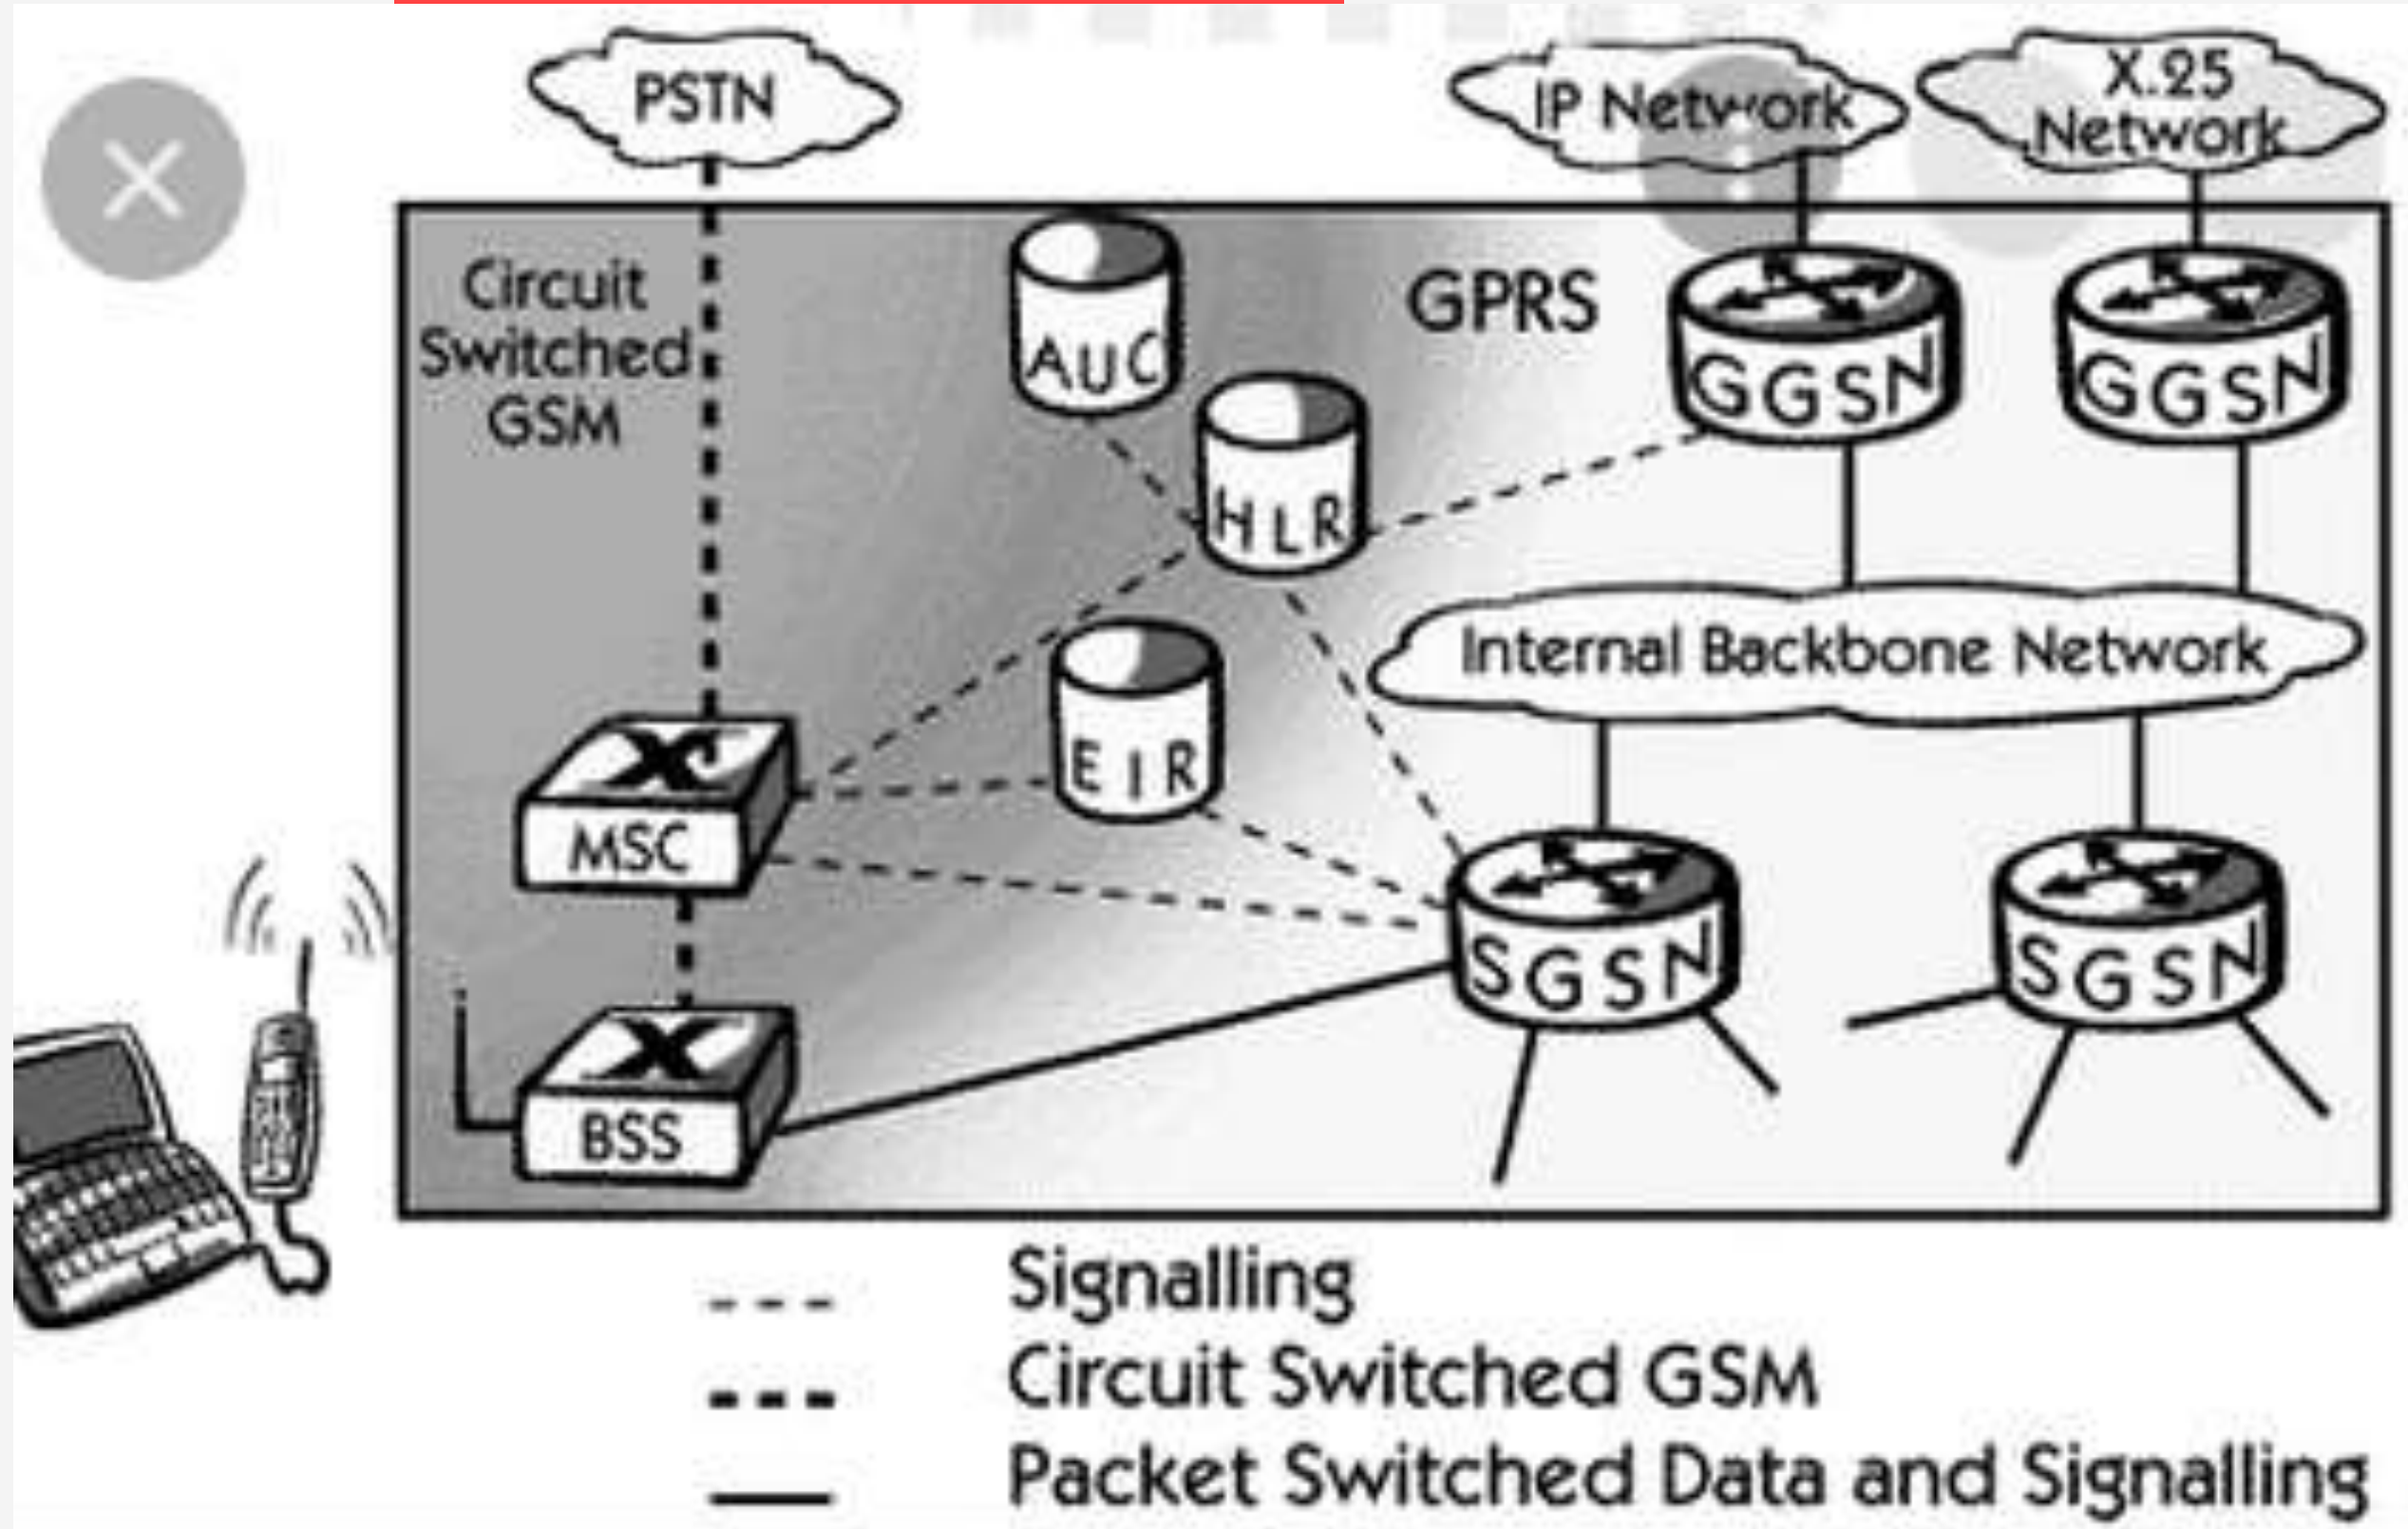 PSTN
IP Network
X.25
Network
Circuit
Switched
GSM
AUC
GPRS
GGSN
GGSN
HLR
Internal Backbone Network
EIR
MSC
SGSN
SGSN
BSS
Signalling
Circuit Switched GSM
Packet Switched Data and Signalling